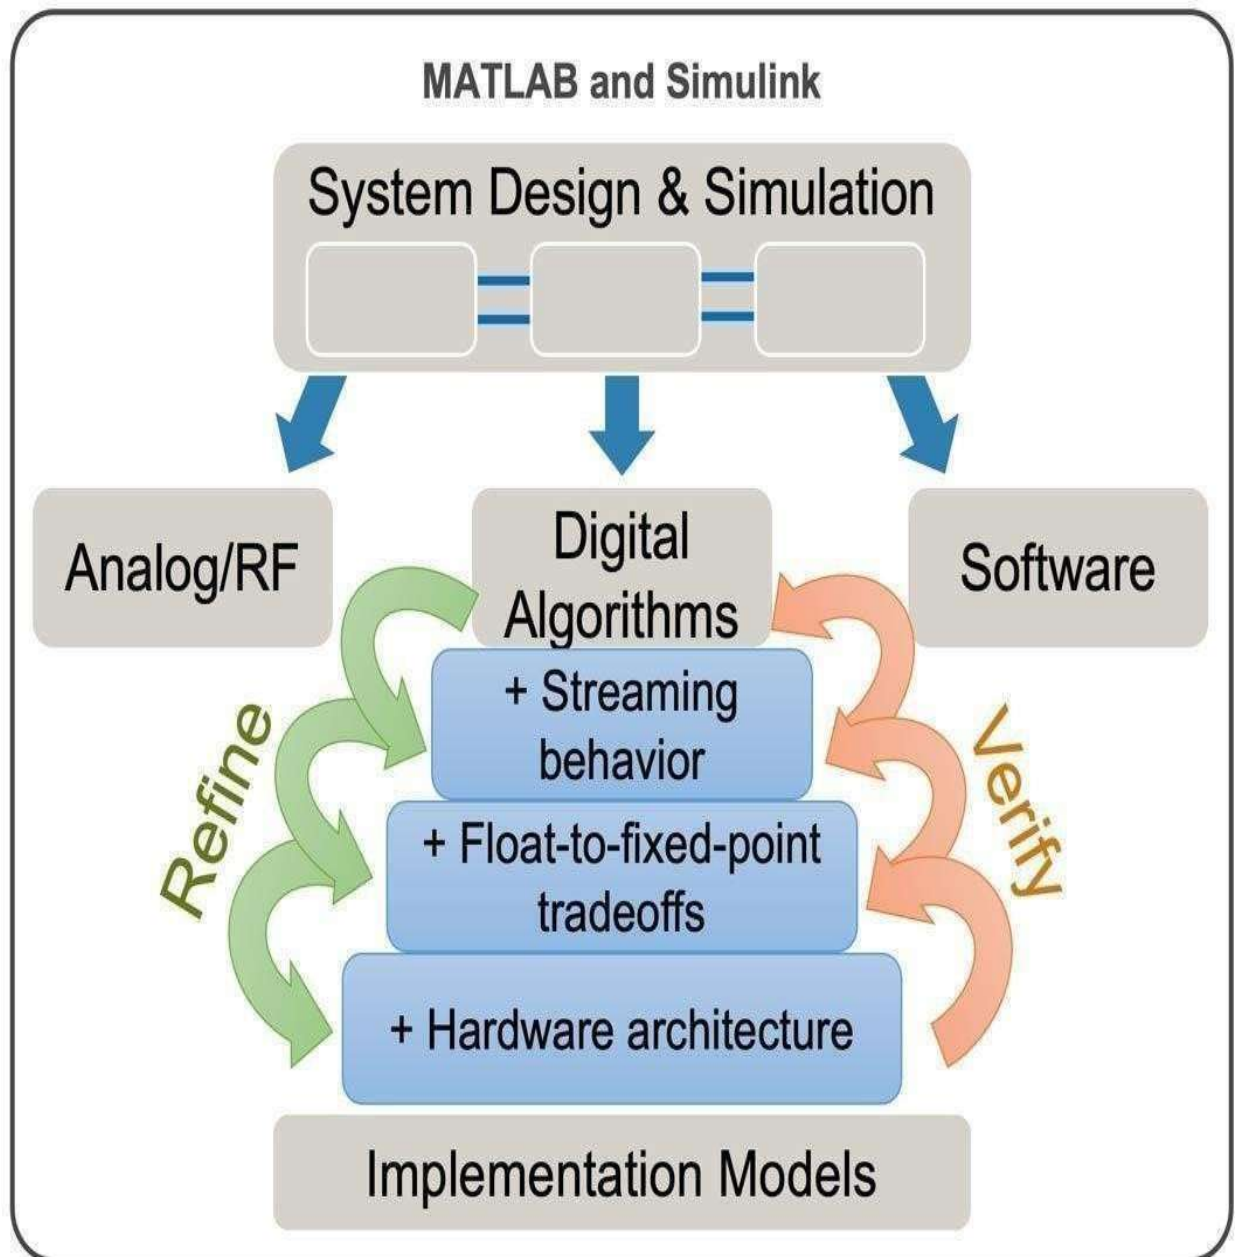 MATLAB and Simulink
System Design & Simulation
Analog/RF
Digital
Algorithms
Software
+ Streaming
behavior
Refine
Verify
+ Float-to-fixed-point
tradeoffs
+ Hardware architecture
Implementation Models